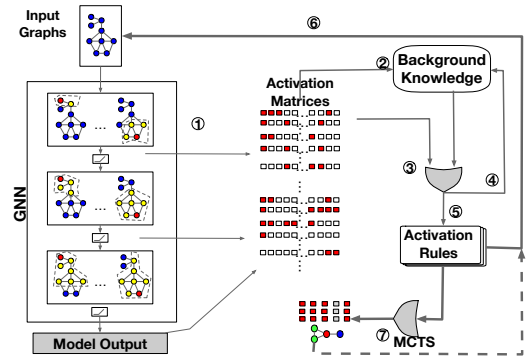 Input
Graphs
⑥
②
Background
Knowledge
Activation
Matrices
①
...
...
...
GNN
③
④
⑤
Activation
Rules
Model Output
⑦
MCTS